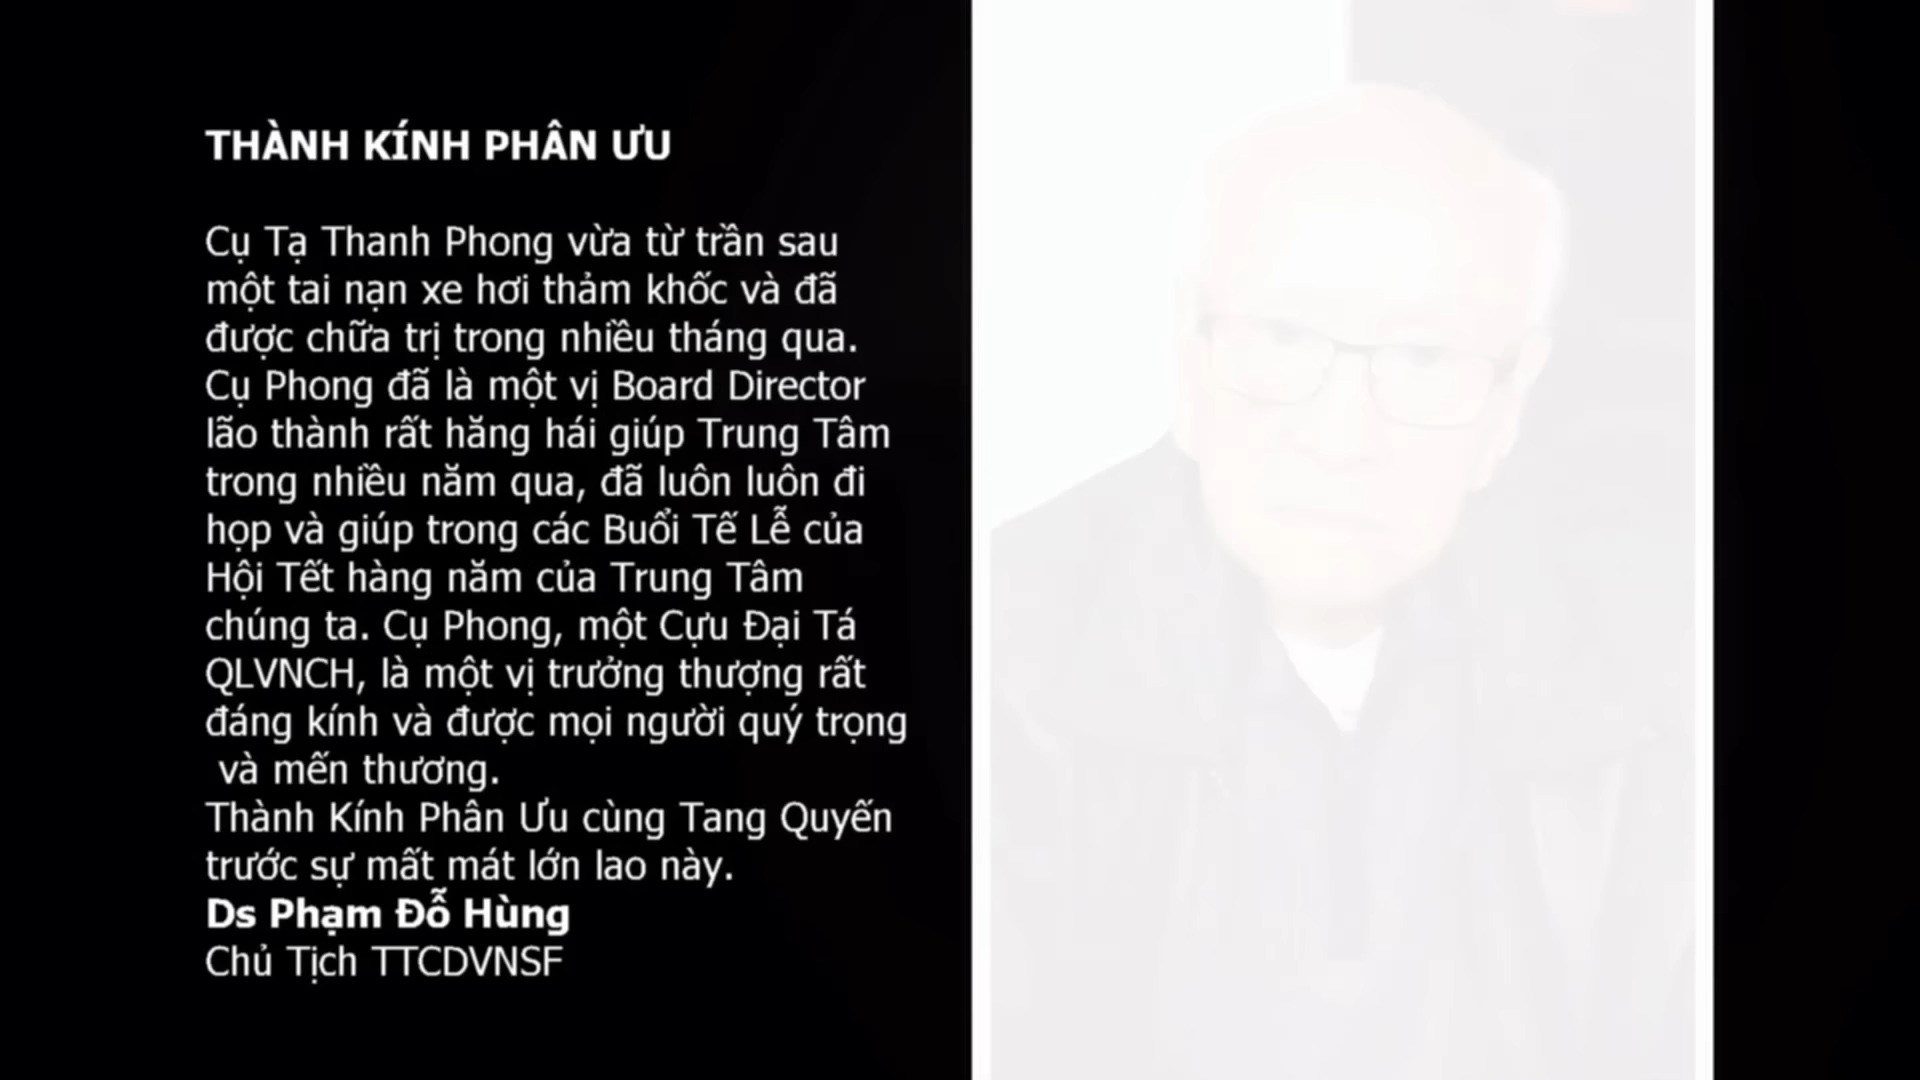 THÀNH KÍNH PHÂN ƯU
Cụ Tạ Thanh Phong vừa từ trần sau
một tai nạn xe hơi thảm khốc và đã
được chữa trị trong nhiều tháng qua.
Cụ Phong đã là một vị Board Director
lão thành rất hăng hái giúp Trung Tâm
trong nhiều năm qua, đã luôn luôn đi
họp và giúp trong các Buổi Tế Lễ của
Hội Tết hàng năm của Trung Tâm
chúng ta. Cụ Phong, một Cựu Đại Tá
QLVNCH, là một vị trưởng thượng rất
đáng kính và được mọi người quý trọng
và mến thương.
Thành Kính Phân Ưu cùng Tang Quyến
trước sự mất mát lớn lao này.
Ds Phạm Đỗ Hùng
Chủ Tịch TTCDVNSF